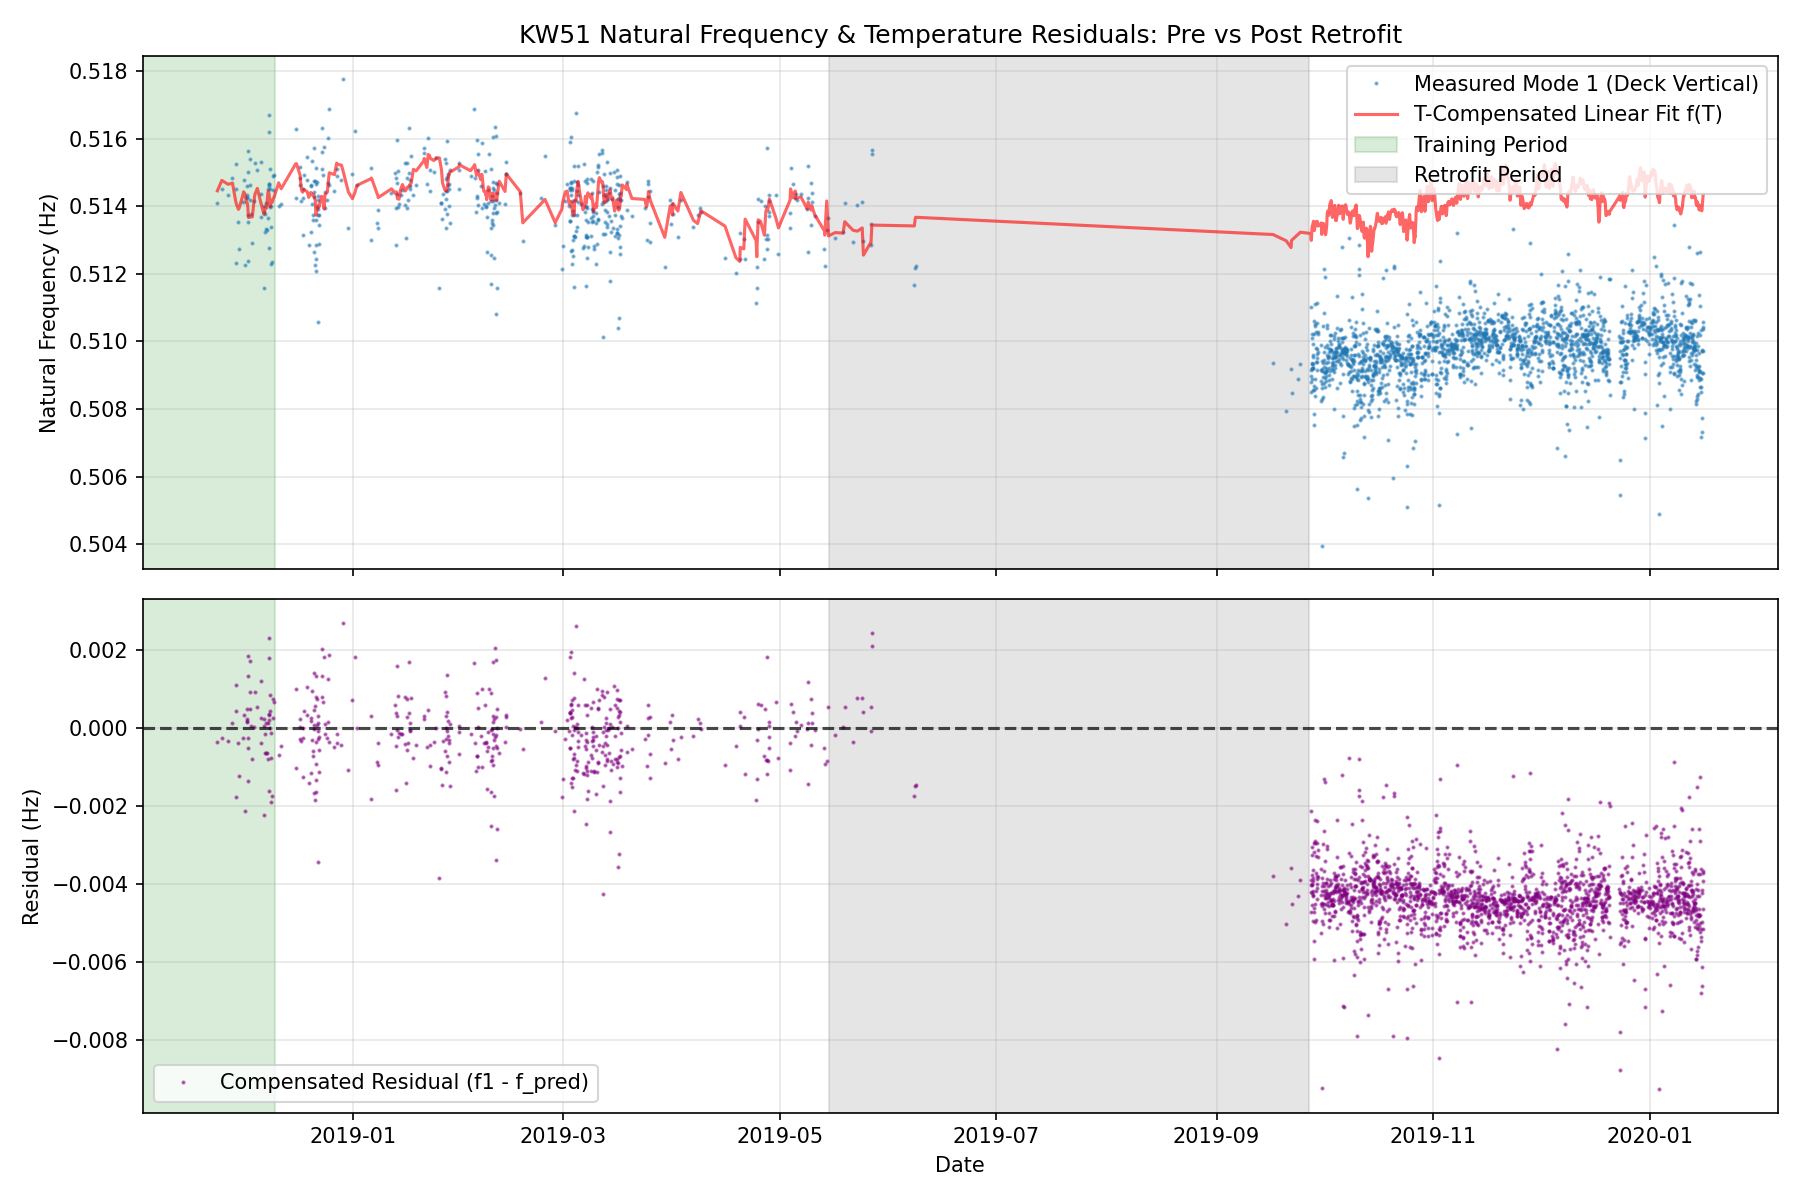 KW51 Natural Frequency & Temperature Residuals: Pre vs Post Retrofit
Natural Frequency (Hz)
0.518
0.516
0.514
0.512
0.510
0.508
0.506
0.504
Measured Mode 1 (Deck Vertical)
T-Compensated Linear Fit f(T)
Training Period
Retrofit Period
Residual (Hz)
0.002
0.000
−0.002
−0.004
−0.006
−0.008
Compensated Residual (f1 - f_pred)
2019-01 2019-03 2019-05 2019-07 2019-09 2019-11 2020-01
Date